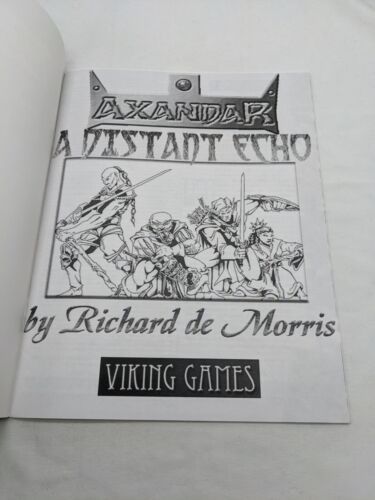 AXANDAR
A DISTANT ECHO
by Richard de Morris
VIKING GAMES